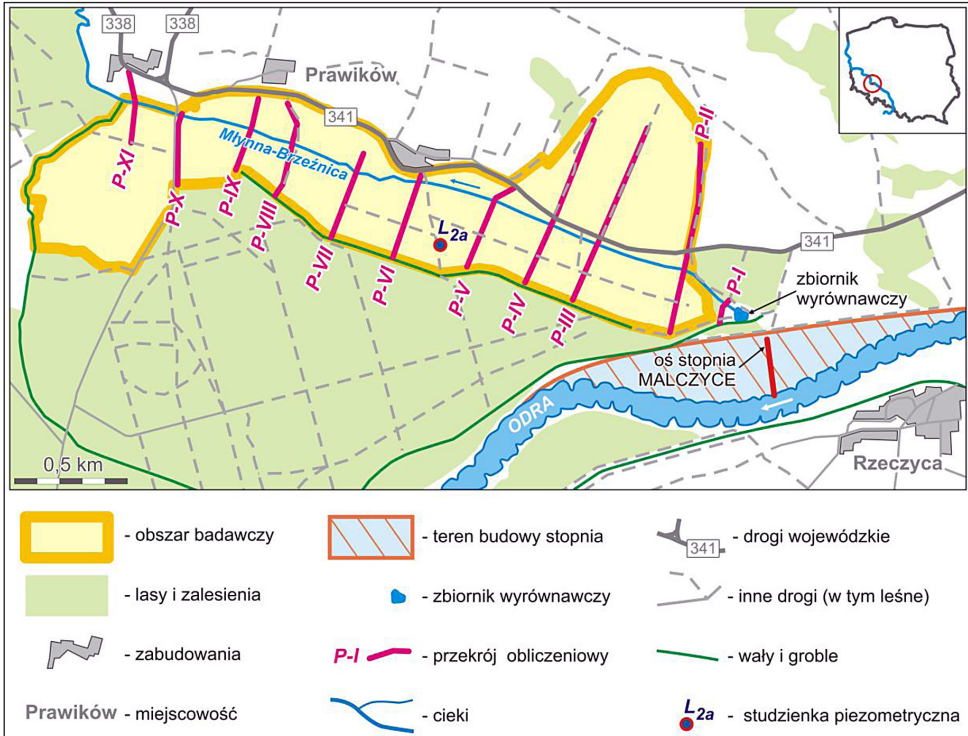 338
338
Prawików
341
Młynna-Brzeźnica
P-XI
P-X
P-IX
P-VIII
P-VII
P-VI
L2a
P-V
P-IV
P-III
P-II
P-I
341
zbiornik
wyrównawczy
oś stopnia
MALCZYCE
ODRA
Rzeczyca
0,5 km
- obszar badawczy
- teren budowy stopnia
341
- drogi wojewódzkie
- lasy i zalesienia
- zbiornik wyrównawczy
- inne drogi (w tym leśne)
- zabudowania
P-I
- przekrój obliczeniowy
- wały i groble
Prawików - miejscowość
- cieki
L2a
- studzienka piezometryczna